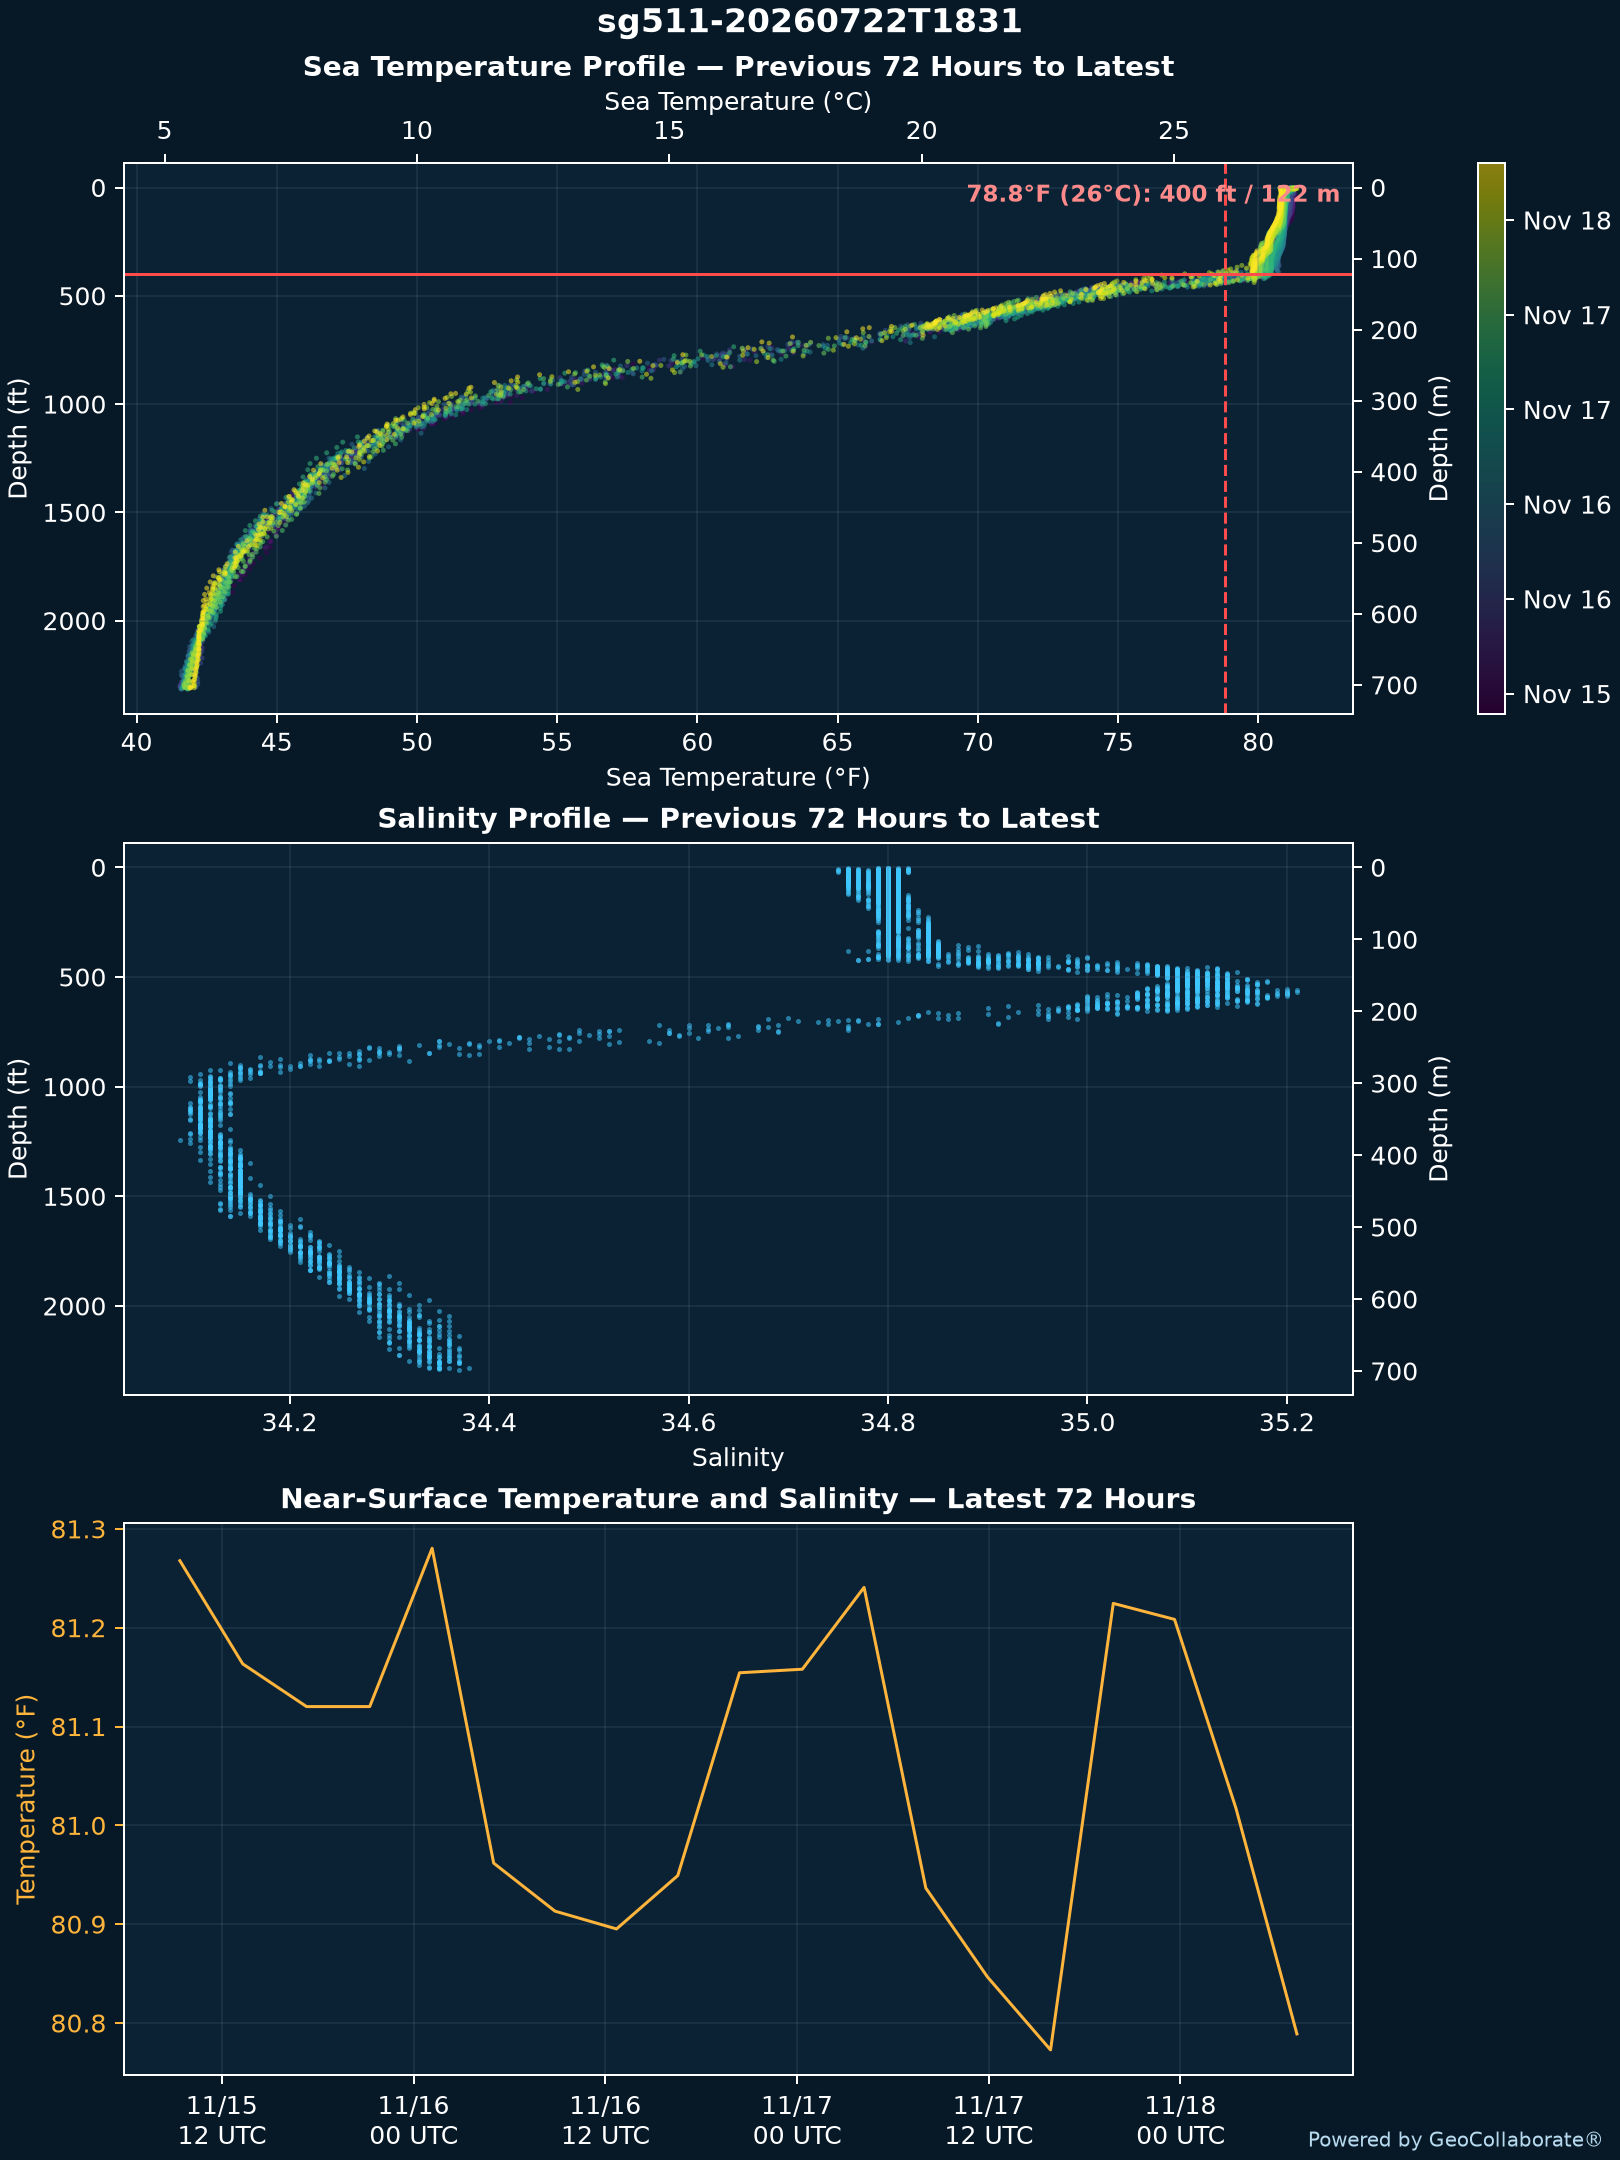 sg511-20260722T1831
Sea Temperature Profile — Previous 72 Hours to Latest
Sea Temperature (°C)
5 10 15 20 25
78.8°F (26°C): 400 ft / 122 m
0 500 1000 1500 2000
Depth (ft)
0 100 200 300 400 500 600 700
Depth (m)
Nov 18
Nov 17
Nov 17
Nov 16
Nov 16
Nov 15
40 45 50 55 60 65 70 75 80
Sea Temperature (°F)
Salinity Profile — Previous 72 Hours to Latest
0 500 1000 1500 2000
Depth (ft)
0 100 200 300 400 500 600 700
Depth (m)
34.2 34.4 34.6 34.8 35.0 35.2
Salinity
Near-Surface Temperature and Salinity — Latest 72 Hours
81.3 81.2 81.1 81.0 80.9 80.8
Temperature (°F)
11/15 11/16 11/16 11/17 11/17 11/18
12 UTC 00 UTC 12 UTC 00 UTC 12 UTC 00 UTC
Powered by GeoCollaborate®